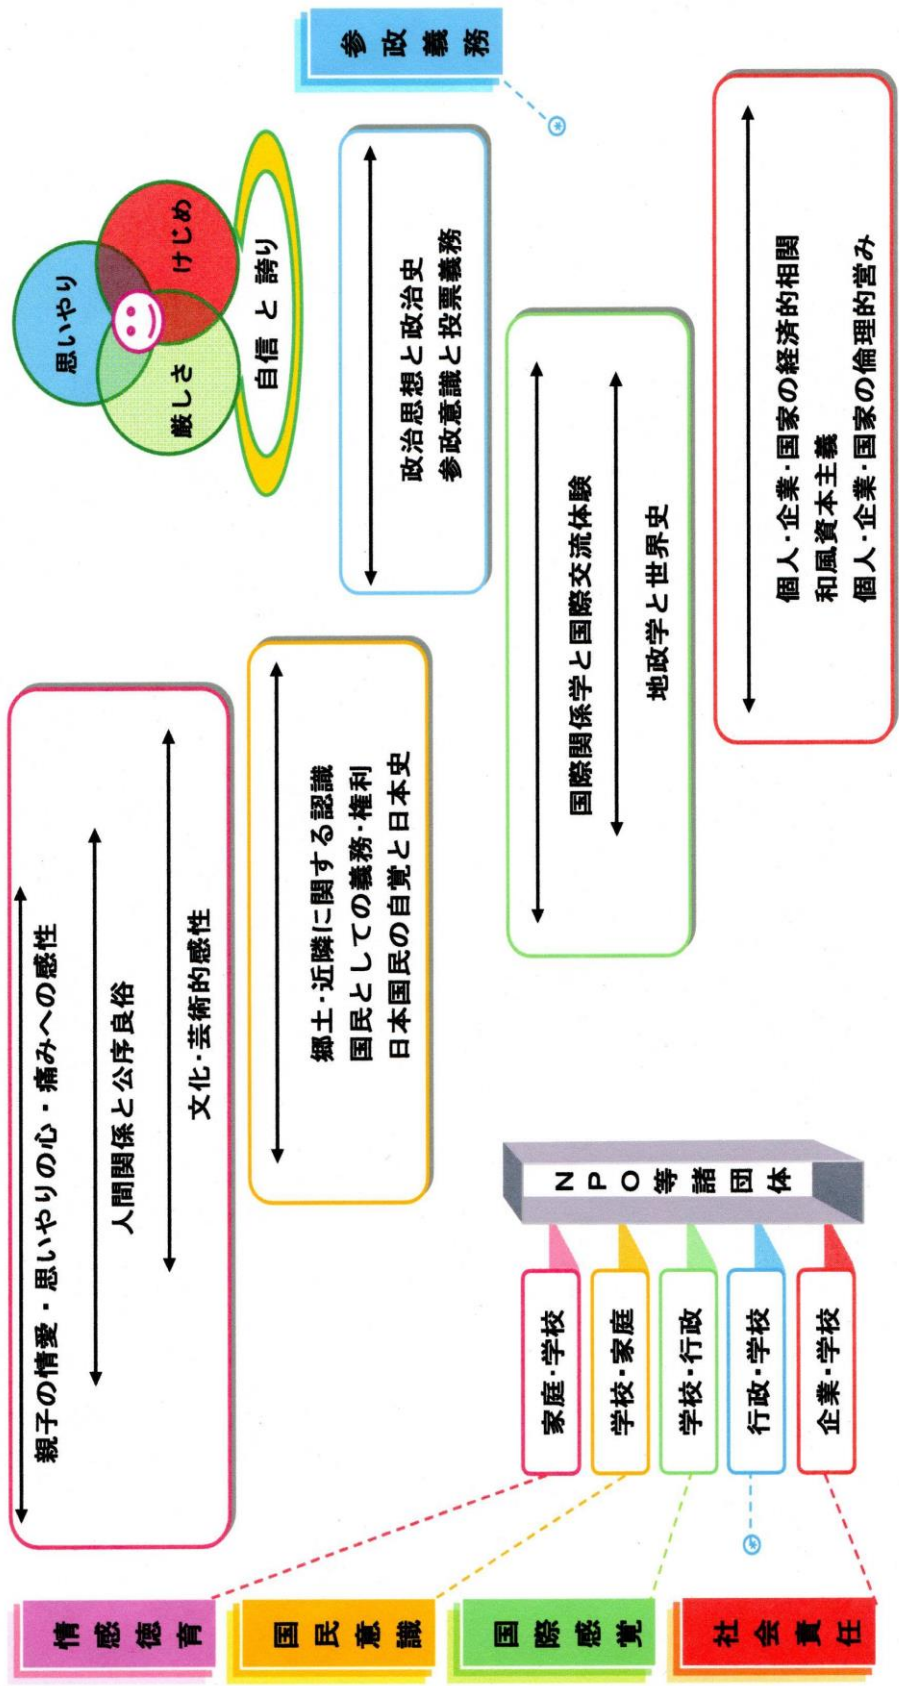 情感徳育
親子の情愛・思いやりの心・痛みへの感性
人間関係と公序良俗
文化・芸術的感性
思いやり
厳しさ
けじめ
自信と誇り
国民意識
郷土・近隣に関する認識
国民としての義務・権利
日本国民の自覚と日本史
参政義務
政治思想と政治史
参政意識と投票義務
国際感覚
国際関係学と国際交流体験
地政学と世界史
社会責任
個人・企業・国家の経済的相関
和風資本主義
個人・企業・国家の倫理的営み
家庭・学校
学校・家庭
学校・行政
行政・学校
企業・学校
NPO等諸団体